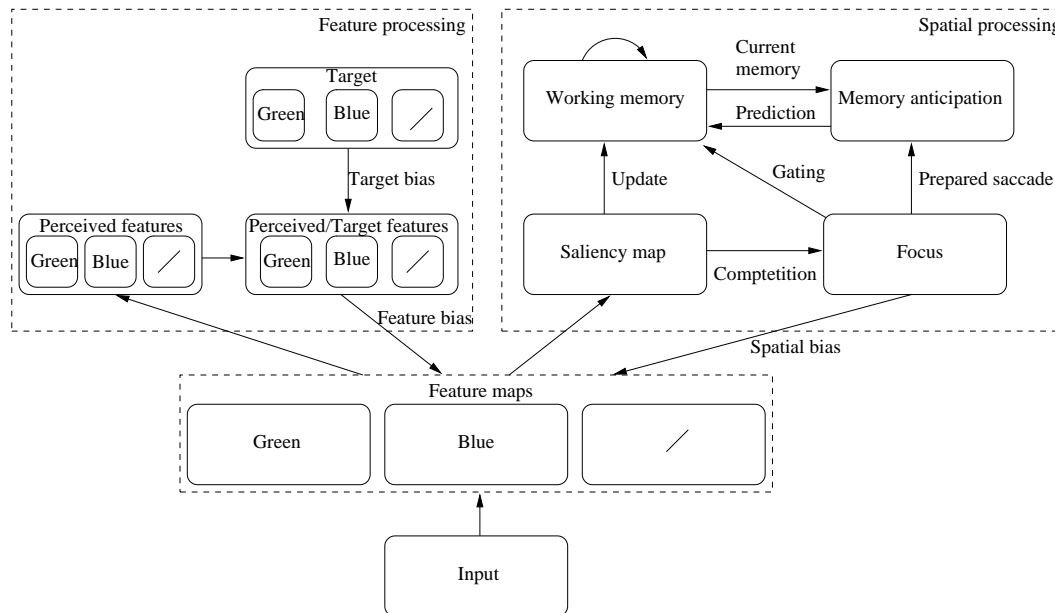 Feature processing
Target
Green
Blue
Target bias
Perceived features
Green
Blue
Perceived/Target features
Green
Blue
Feature bias
Spatial processing
Working memory
Current
memory
Memory anticipation
Prediction
Update
Gating
Prepared saccade
Saliency map
Comptetition
Focus
Spatial bias
Feature maps
Green
Blue
Input